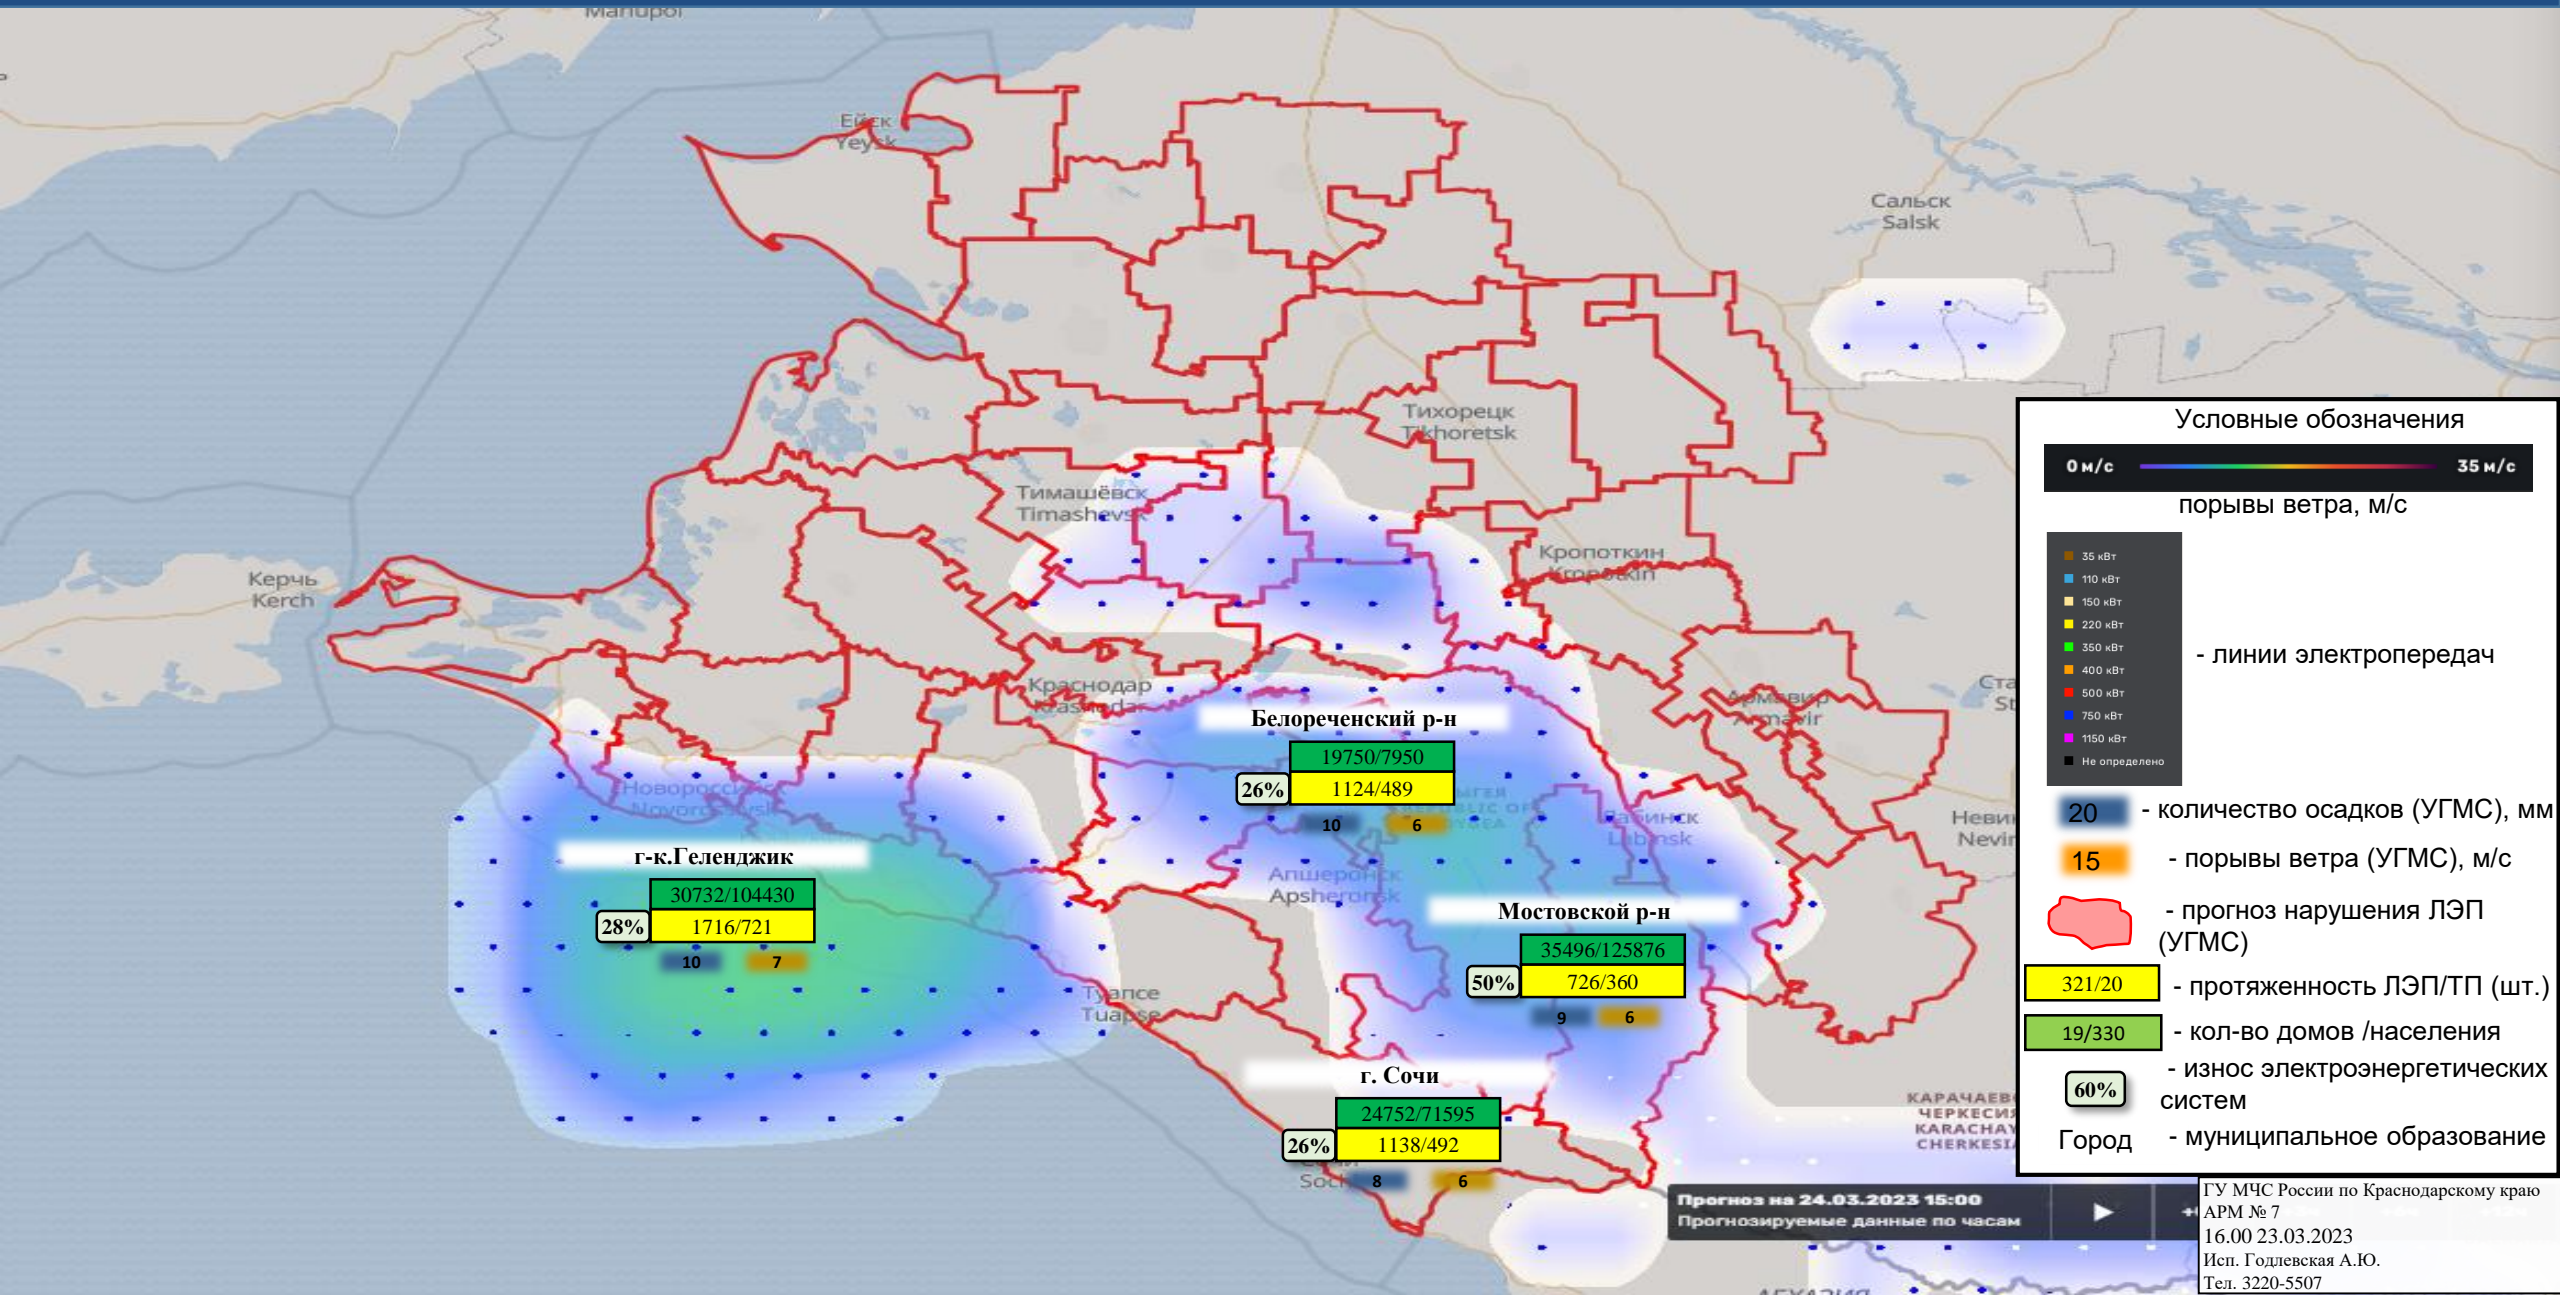 Mariupol
Ейск
Yeysk
Сальск
Salsk
Тихорецк
Tikhoretsk
Тимашёвск
Timashevsk
Кропоткин
Kropotkin
Керчь
Kerch
Краснодар
Krasnodar
Армавир
Armavir
Новороссийск
Novorossiysk
Лабинск
Labinsk
Апшеронск
Apsheronsk
Туапсе
Tuapse
КАРАЧАЕВО
ЧЕРКЕСИЯ
KARACHAY
CHERKESIA
Белореченский р-н
19750/7950
26%
1124/489
10
6
г-к.Геленджик
30732/104430
28%
1716/721
10
7
Мостовской р-н
35496/125876
50%
726/360
9
6
г. Сочи
24752/71595
26%
1138/492
8
6
Условные обозначения
0 м/с
35 м/с
порывы ветра, м/с
35 кВт
110 кВт
150 кВт
220 кВт
350 кВт
400 кВт
500 кВт
750 кВт
1150 кВт
Не определено
- линии электропередач
20 - количество осадков (УГМС), мм
15 - порывы ветра (УГМС), м/с
- прогноз нарушения ЛЭП
(УГМС)
321/20 - протяженность ЛЭП/ТП (шт.)
19/330 - кол-во домов /населения
60% - износ электроэнергетических
систем
Город - муниципальное образование
Прогноз на 24.03.2023 15:00
Прогнозируемые данные по часам
ГУ МЧС России по Краснодарскому краю
АРМ № 7
16.00 23.03.2023
Исп. Годлевская А.Ю.
Тел. 3220-5507